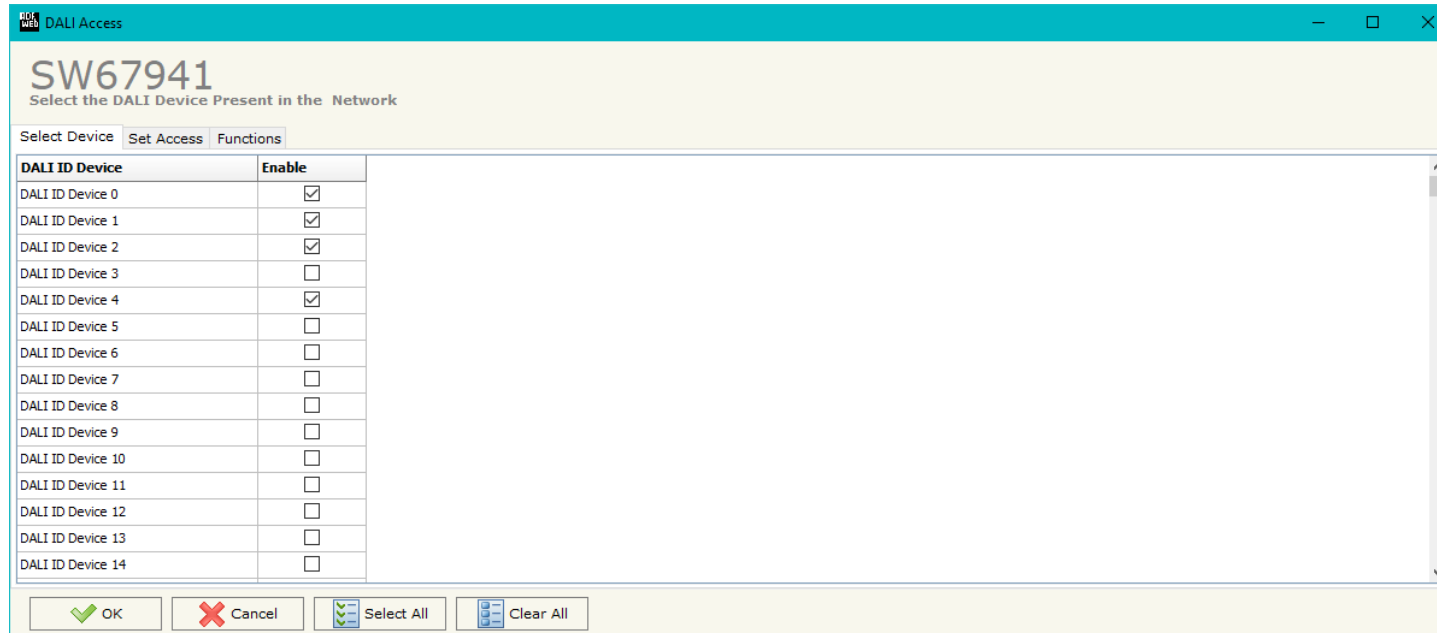 ADF WEB DALI Access
SW67941
Select the DALI Device Present in the Network
Select Device Set Access Functions
DALI ID Device Enable
DALI ID Device 0
DALI ID Device 1
DALI ID Device 2
DALI ID Device 3
DALI ID Device 4
DALI ID Device 5
DALI ID Device 6
DALI ID Device 7
DALI ID Device 8
DALI ID Device 9
DALI ID Device 10
DALI ID Device 11
DALI ID Device 12
DALI ID Device 13
DALI ID Device 14
OK Cancel Select All Clear All